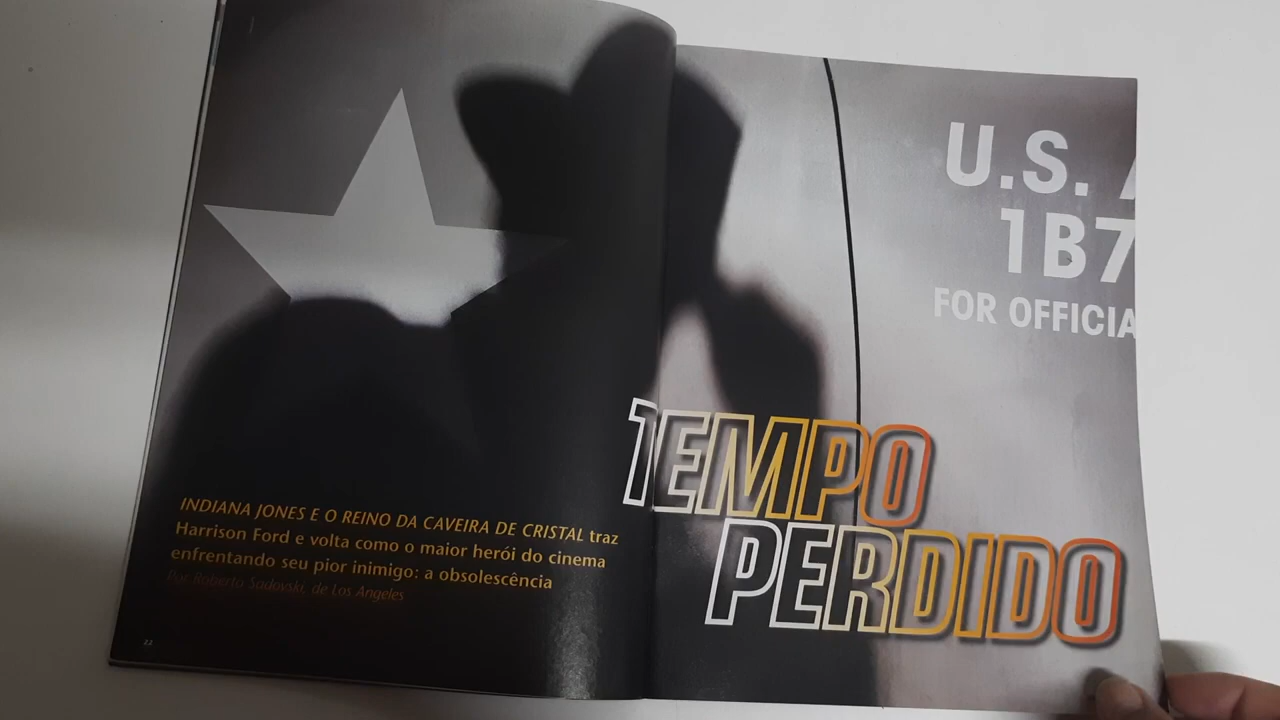 INDIANA JONES E O REINO DA CAVEIRA DE CRISTAL traz
Harrison Ford e volta como o maior herói do cinema
enfrentando seu pior inimigo: a obsolescência
Por Roberto Sadovski, de Los Angeles
22
U.S. A
1B7
FOR OFFICIA
TEMPO
PERDIDO